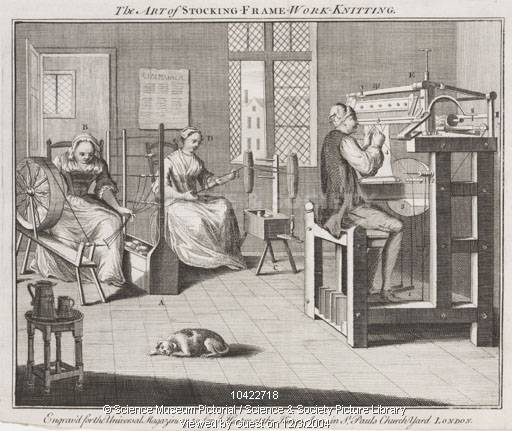 The ART of STOCKING-FRAME-WORK-KNITTING.
B
D
E
A
C
10422718
Engrav'd for the Universal Magazine St. Pauls Church Yard LONDON.
© Science Museum Pictorial / Science & Society Picture Library
Viewed by Guest on 12/3/2004